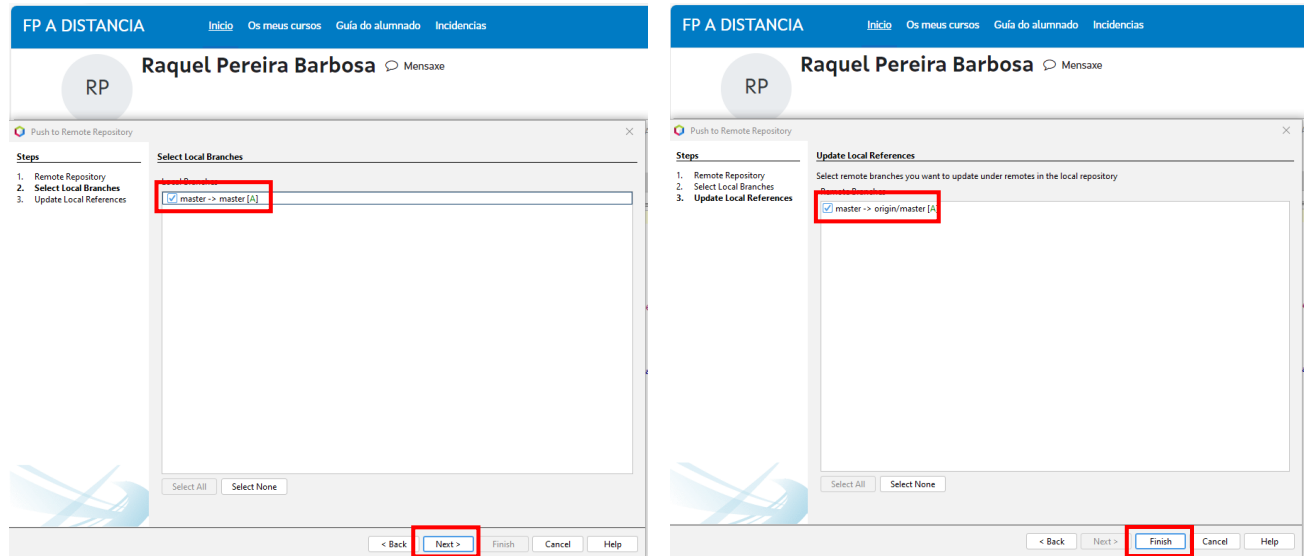 FP A DISTANCIA
Inicio Os meus cursos Guía do alumnado Incidencias
RP
Raquel Pereira Barbosa Mensaxe
Push to Remote Repository
Steps
1. Remote Repository
2. Select Local Branches
3. Update Local References
Select Local Branches
Local Branches
master -> master [A]
Select All Select None
< Back Next > Finish Cancel Help
FP A DISTANCIA
Inicio Os meus cursos Guía do alumnado Incidencias
RP
Raquel Pereira Barbosa Mensaxe
Push to Remote Repository
Steps
1. Remote Repository
2. Select Local Branches
3. Update Local References
Update Local References
Select remote branches you want to update under remotes in the local repository
Remote Branches
master -> origin/master [A]
Select All Select None
< Back Next > Finish Cancel Help